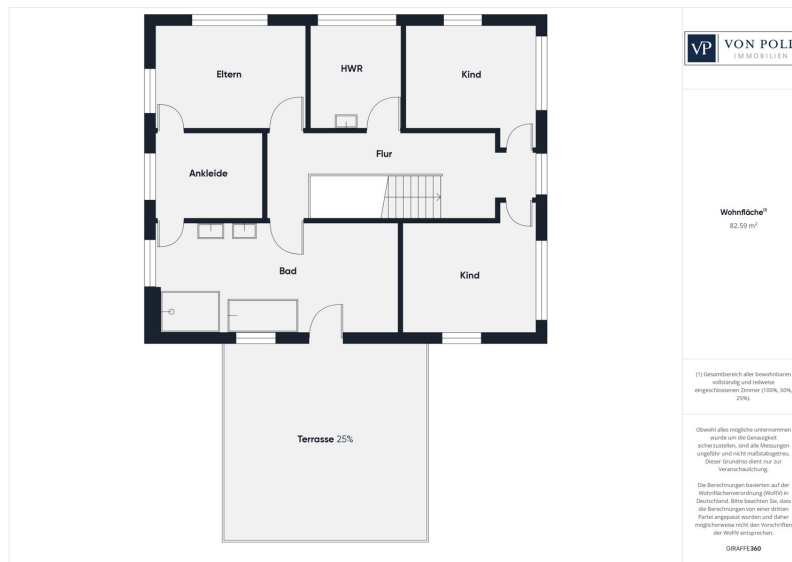 Eltern
HWR
Kind
Ankleide
Flur
Bad
Kind
Terrasse 25%
VP
VON POLL
IMMOBILIEN
Wohnfläche(1)
82.59 m²
(1) Gesamtbereich aller bewohnbaren
vollständig und teilweise
eingeschlossenen Zimmer (100%, 50%,
25%).
Obwohl alles mögliche unternommen
wurde um die Genauigkeit
sicherzustellen, sind alle Messungen
ungefähr und nicht maßstabsgetreu.
Dieser Grundriss dient nur zur
Veranschaulichung.
Die Berechnungen basierten auf der
Wohnflächenverordnung (WoFlV) in
Deutschland. Bitte beachten Sie, dass
die Berechnungen von einer dritten
Partei angepasst wurden und daher
möglicherweise nicht den Vorschriften
der WoFlV entsprechen.
GIRAFFE360